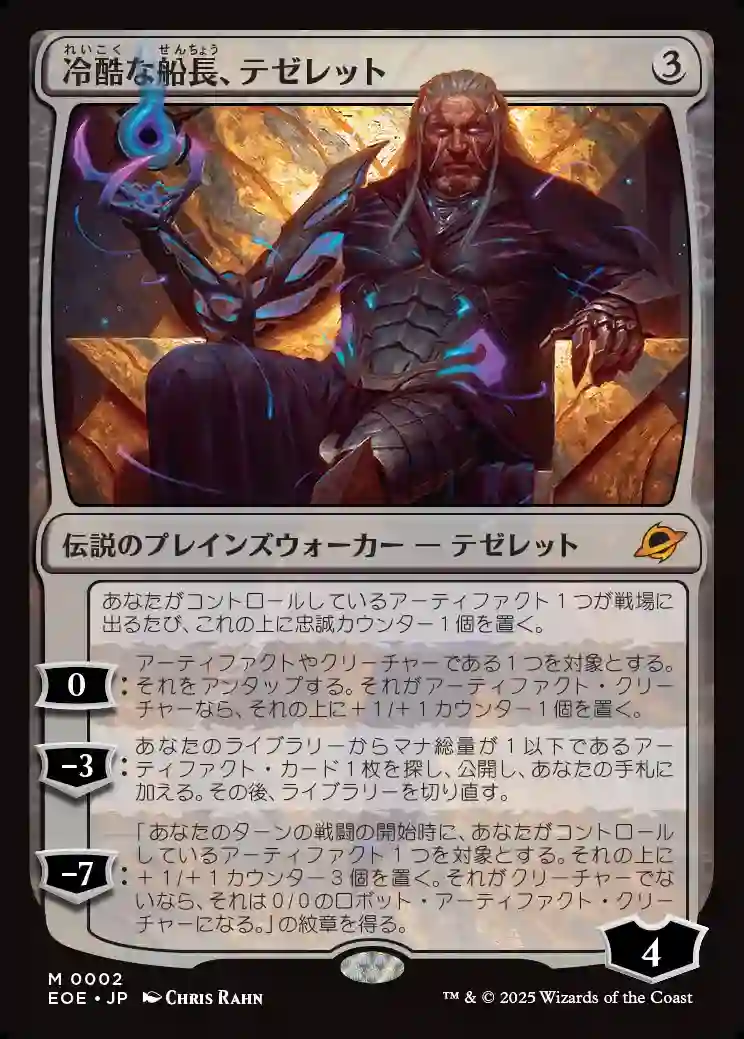 れいこく せんちょう
冷酷な船長、テゼレット
3
伝説のプレインズウォーカー — テゼレット
あなたがコントロールしているアーティファクト１つが戦場に
出るたび、これの上に忠誠カウンター１個を置く。
0：アーティファクトやクリーチャーである１つを対象とする。
それをアンタップする。それがアーティファクト・クリー
チャーなら、それの上に＋１/＋１カウンター１個を置く。
−3：あなたのライブラリーからマナ総量が１以下であるアー
ティファクト・カード１枚を探し、公開し、あなたの手札に
加える。その後、ライブラリーを切り直す。
−7：「あなたのターンの戦闘の開始時に、あなたがコントロール
しているアーティファクト１つを対象とする。それの上に
＋１/＋１カウンター３個を置く。それがクリーチャーでな
いなら、それは０/０のロボット・アーティファクト・クリ
ーチャーになる。」の紋章を得る。
4
M 0002
EOE • JP Chris Rahn
™ & © 2025 Wizards of the Coast